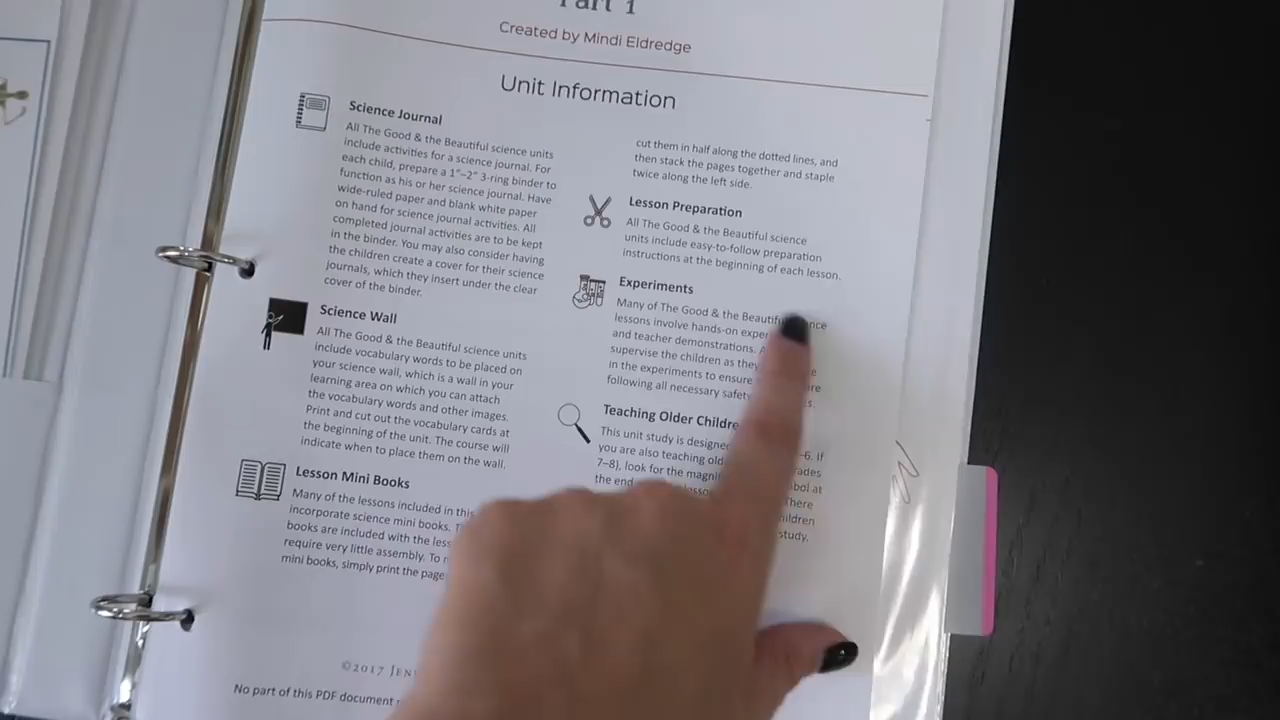 Part 1
Created by Mindi Eldredge
Unit Information
Science Journal
All The Good & the Beautiful science units
include activities for a science journal. For
each child, prepare a 1"–2" 3-ring binder to
function as his or her science journal. Have
wide-ruled paper and blank white paper
on hand for science journal activities. All
completed journal activities are to be kept
in the binder. You may also consider having
the children create a cover for their science
journals, which they insert under the clear
cover of the binder.
Science Wall
All The Good & the Beautiful science units
include vocabulary words to be placed on
your science wall, which is a wall in your
learning area on which you can attach
the vocabulary words and other images.
Print and cut out the vocabulary cards at
the beginning of the unit. The course will
indicate when to place them on the wall.
Lesson Mini Books
Many of the lessons included in this
incorporate science mini books.
books are included with the
require very little assembly. To
mini books, simply print the page
cut them in half along the dotted lines, and
then stack the pages together and staple
twice along the left side.
Lesson Preparation
All The Good & the Beautiful science
units include easy-to-follow preparation
instructions at the beginning of each lesson.
Experiments
Many of The Good & the
lessons involve hands-on
and teacher demonstrations.
supervise the children as they
in the experiments to ensure
following all necessary
Teaching Older
This unit study is –6. If
you are also teaching
7–8), look for the at
the end
study.
©2017
No part of this PDF document